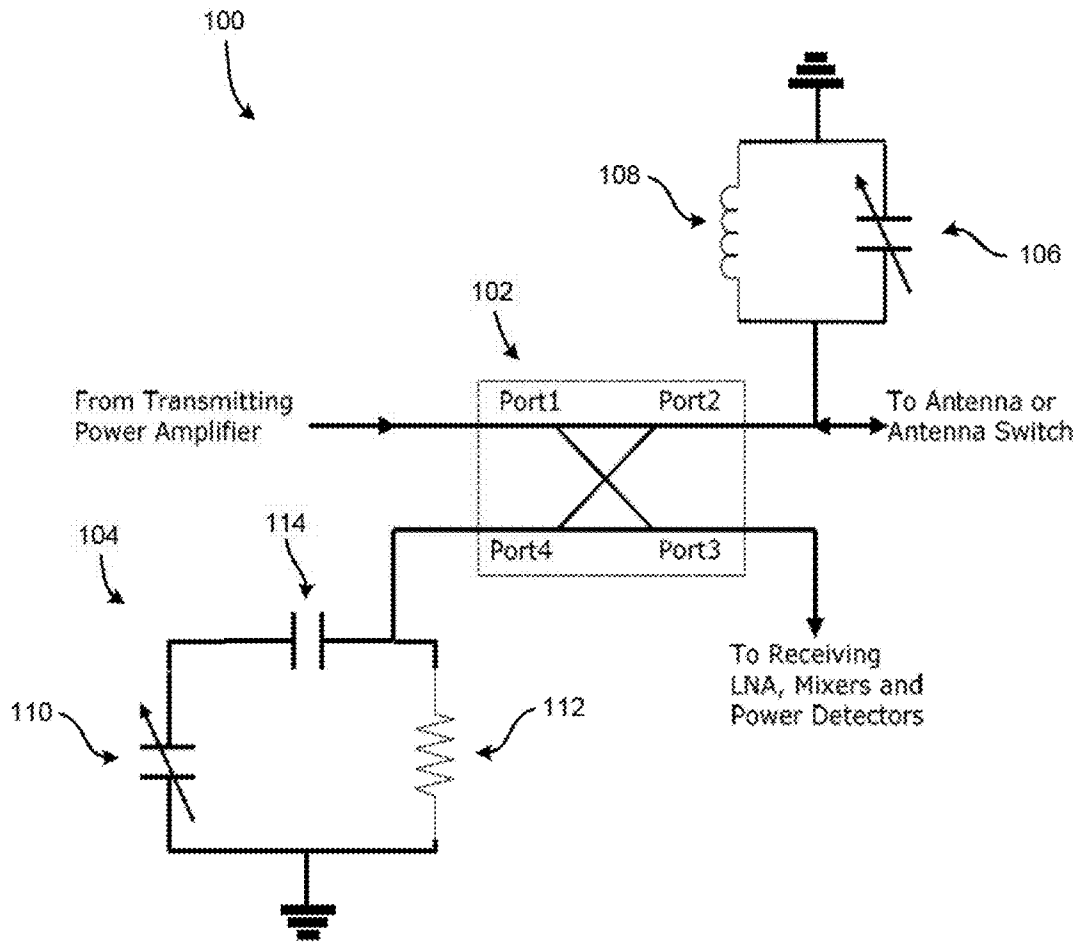 100
108
106
102
From Transmitting
Power Amplifier
Port1
Port2
To Antenna or
Antenna Switch
114
104
Port4
Port3
110
112
To Receiving
LNA, Mixers and
Power Detectors